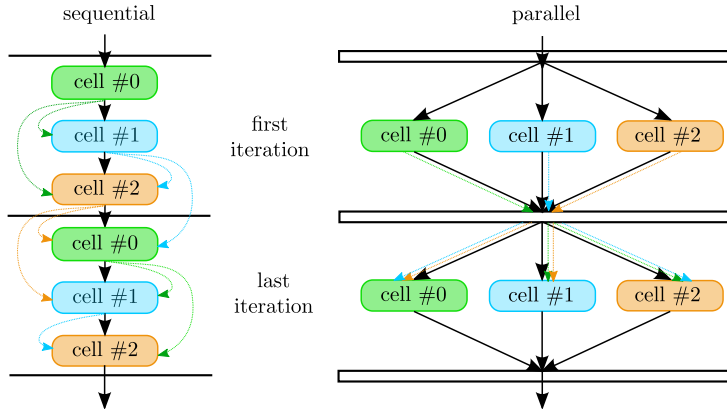 sequential
parallel
cell #0
cell #1
cell #2
first
iteration
cell #0
cell #1
cell #2
cell #0
cell #1
cell #2
last
iteration
cell #0
cell #1
cell #2